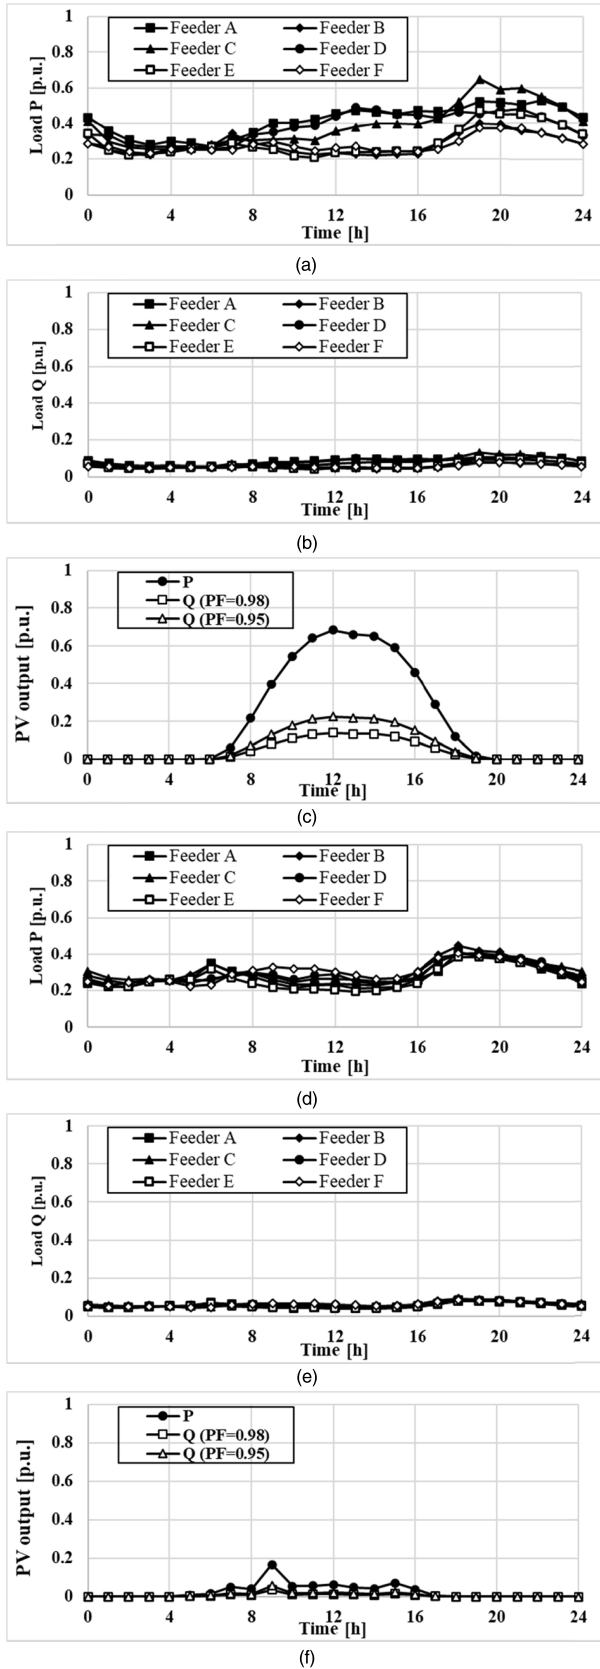 1
0.8
0.6
0.4
0.2
0
Load P [p.u.]
Feeder A Feeder B
Feeder C Feeder D
Feeder E Feeder F
0 4 8 12 16 20 24
Time [h]
(a)
1
0.8
0.6
0.4
0.2
0
Load Q [p.u.]
Feeder A Feeder B
Feeder C Feeder D
Feeder E Feeder F
0 4 8 12 16 20 24
Time [h]
(b)
1
0.8
0.6
0.4
0.2
0
PV output [p.u.]
P
Q (PF=0.98)
Q (PF=0.95)
0 4 8 12 16 20 24
Time [h]
(c)
1
0.8
0.6
0.4
0.2
0
Load P [p.u.]
Feeder A Feeder B
Feeder C Feeder D
Feeder E Feeder F
0 4 8 12 16 20 24
Time [h]
(d)
1
0.8
0.6
0.4
0.2
0
Load Q [p.u.]
Feeder A Feeder B
Feeder C Feeder D
Feeder E Feeder F
0 4 8 12 16 20 24
Time [h]
(e)
1
0.8
0.6
0.4
0.2
0
PV output [p.u.]
P
Q (PF=0.98)
Q (PF=0.95)
0 4 8 12 16 20 24
Time [h]
(f)